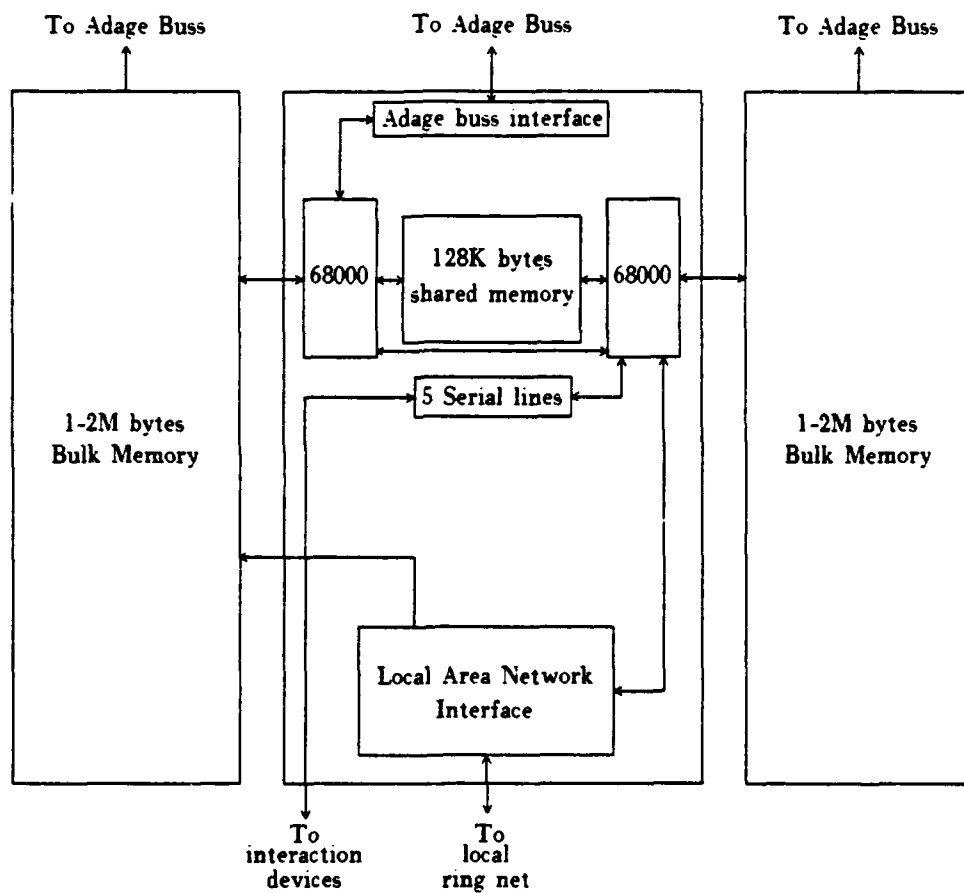 To Adage Buss
To Adage Buss
To Adage Buss
Adage buss interface
68000
128K bytes
shared memory
68000
5 Serial lines
1-2M bytes
Bulk Memory
1-2M bytes
Bulk Memory
Local Area Network
Interface
To
interaction
devices
To
local
ring net